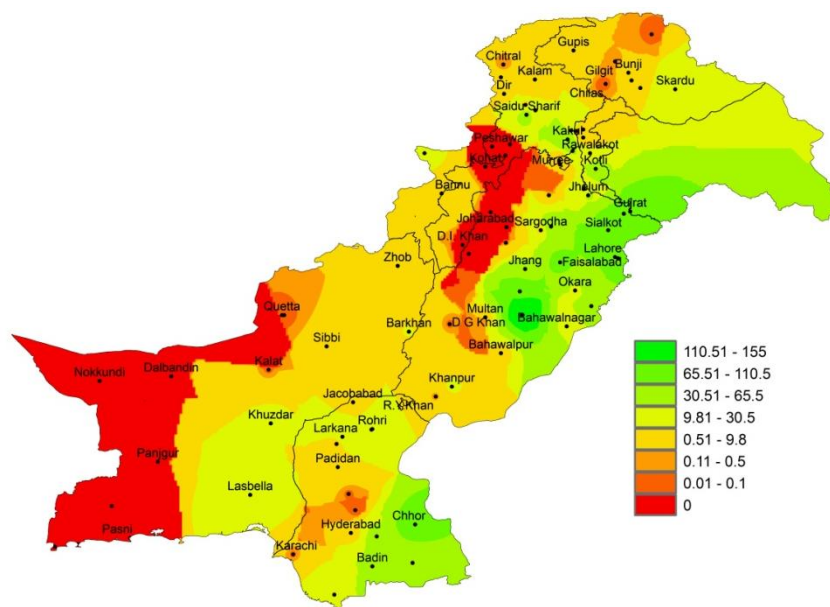 Gupis
Chitral
Kalam
Gilgit
Bunji
Skardu
Dir
Chilas
Saidu Sharif
Peshawar
Kakul
Rawalakot
Kohat
Murree
Kotli
Bannu
Jhalum
Gujrat
Joharabad
Sargodha
Sialkot
D.I. Khan
Lahore
Zhob
Jhang
Faisalabad
Okara
Quetta
Multan
D G Khan
Bahawalnagar
Sibbi
Barkhan
Bahawalpur
Nokkundi
Dalbandin
Kalat
Khanpur
Jacobabad
R.Y.Khan
Khuzdar
Larkana
Rohri
Panjgur
Padidan
Lasbella
Pasni
Hyderabad
Chhor
Karachi
Badin
110.51 - 155
65.51 - 110.5
30.51 - 65.5
9.81 - 30.5
0.51 - 9.8
0.11 - 0.5
0.01 - 0.1
0